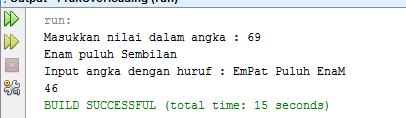 run:
Masukkan nilai dalam angka : 69
Enam puluh Sembilan
Input angka dengan huruf : EmPat Puluh EnaM
46
BUILD SUCCESSFUL (total time: 15 seconds)